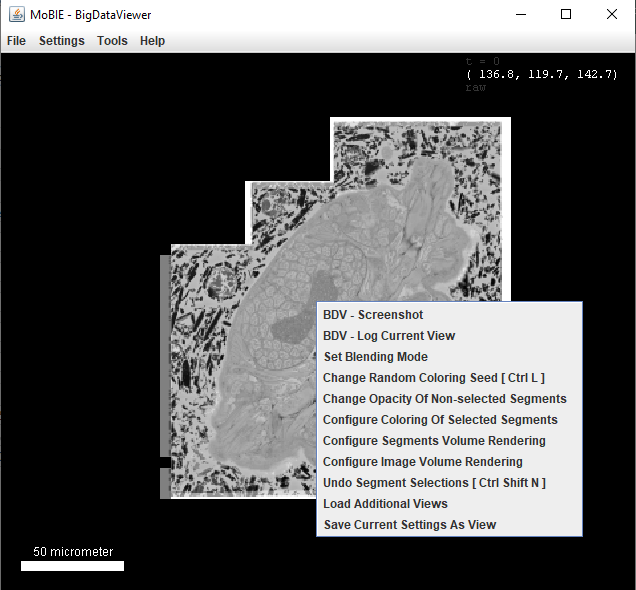 MoBIE - BigDataViewer
File Settings Tools Help
t = 0
( 136.8, 119.7, 142.7)
raw
BDV - Screenshot
BDV - Log Current View
Set Blending Mode
Change Random Coloring Seed [ Ctrl L ]
Change Opacity Of Non-selected Segments
Configure Coloring Of Selected Segments
Configure Segments Volume Rendering
Configure Image Volume Rendering
Undo Segment Selections [ Ctrl Shift N ]
Load Additional Views
Save Current Settings As View
50 micrometer